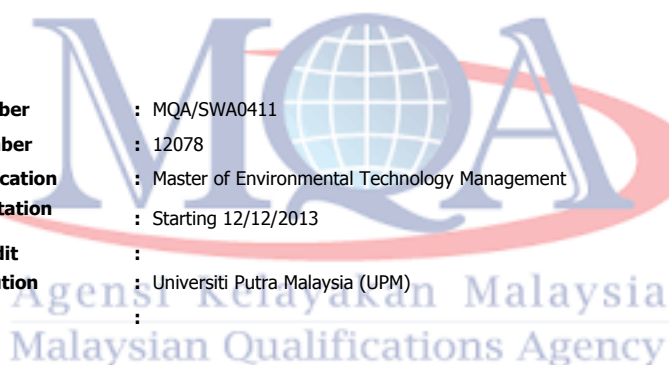 MQA
ber : MQA/SWA0411
ber : 12078
cation : Master of Environmental Technology Management
tation : Starting 12/12/2013
dit :
tion : Universiti Putra Malaysia (UPM)
:
Agensi Kelayakan Malaysia
Malaysian Qualifications Agency